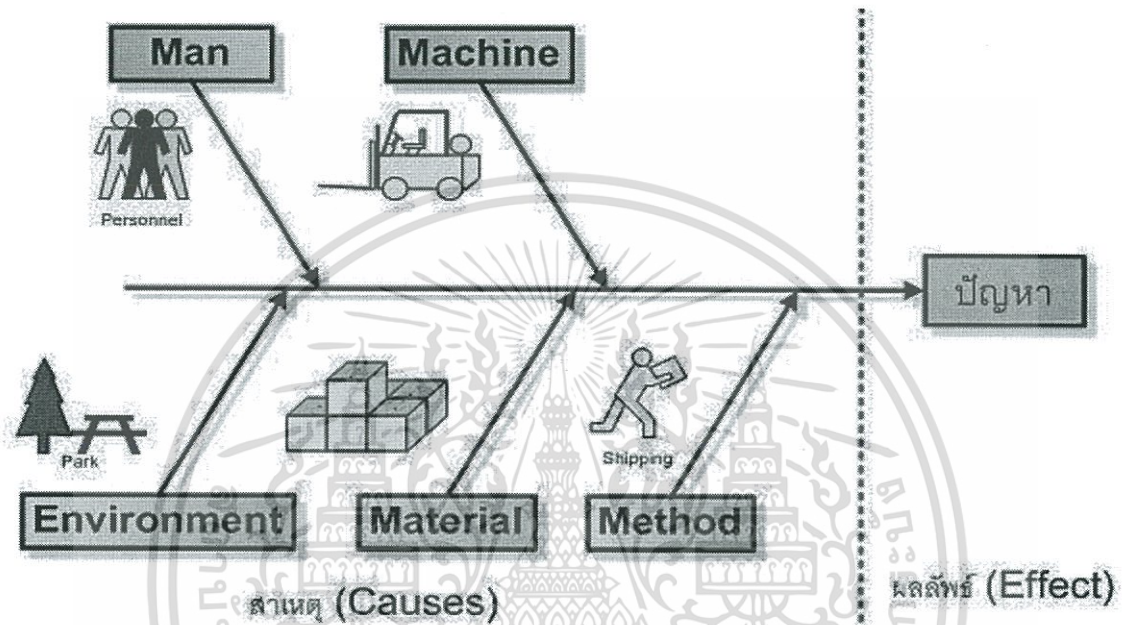 Man
Machine
Personnel
ปัญหา
Park
Shipping
Environment
Material
Method
สาเหตุ (Causes)
ผลลัพธ์ (Effect)